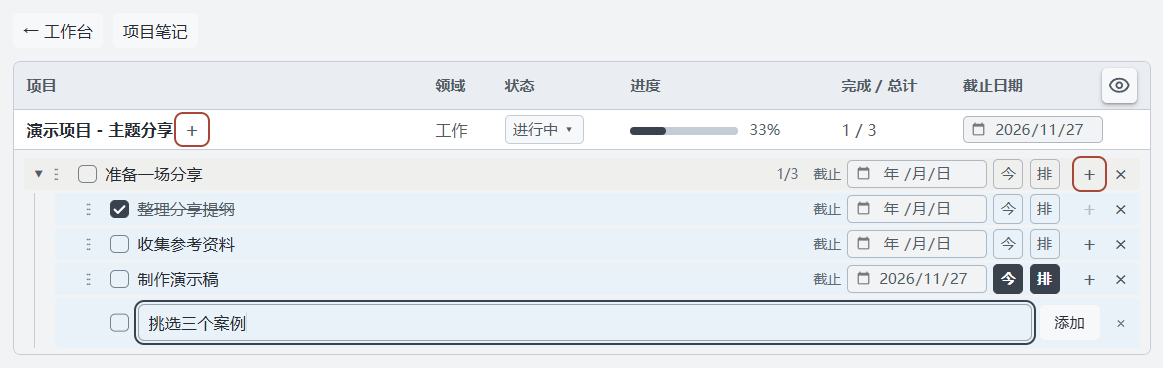 ← 工作台 项目笔记
项目 领域 状态 进度 完成 / 总计 截止日期
演示项目 - 主题分享 + 工作 进行中 ▾ 33% 1 / 3 2026/11/27
▼ 准备一场分享 1/3 截止 年 /月/日 今 排 + ×
整理分享提纲 截止 年 /月/日 今 排 + ×
收集参考资料 截止 年 /月/日 今 排 + ×
制作演示稿 截止 2026/11/27 今 排 + ×
挑选三个案例 添加 ×